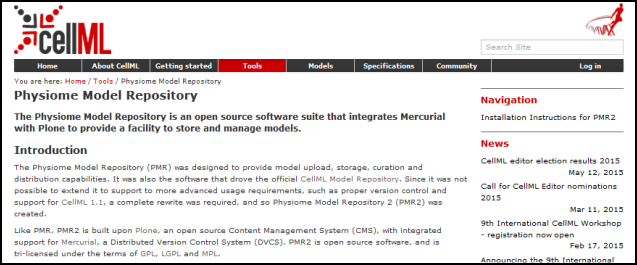 cellML
Search Site
Home About CellML Getting started Tools Models Specifications Community Log in
You are here: Home / Tools / Physiome Model Repository
Physiome Model Repository
The Physiome Model Repository is an open source software suite that integrates Mercurial
with Plone to provide a facility to store and manage models.
Introduction
The Physiome Model Repository (PMR) was designed to provide model upload, storage, curation and
distribution capabilities. It was also the software that drove the official CellML Model Repository. Since it was not
possible to extend it to support to more advanced usage requirements, such as proper version control and
support for CellML 1.1, a complete rewrite was required, and so Physiome Model Repository 2 (PMR2) was
created.
Like PMR, PMR2 is built upon Plone, an open source Content Management System (CMS), with integrated
support for Mercurial, a Distributed Version Control System (DVCS). PMR2 is open source software, and is
tri-licensed under the terms of GPL, LGPL and MPL.
Navigation
Installation Instructions for PMR2
News
CellML editor election results 2015
May 12, 2015
Call for CellML Editor nominations
2015
Mar 11, 2015
9th International CellML Workshop
- registration now open
Feb 17, 2015
Announcing the 9th International